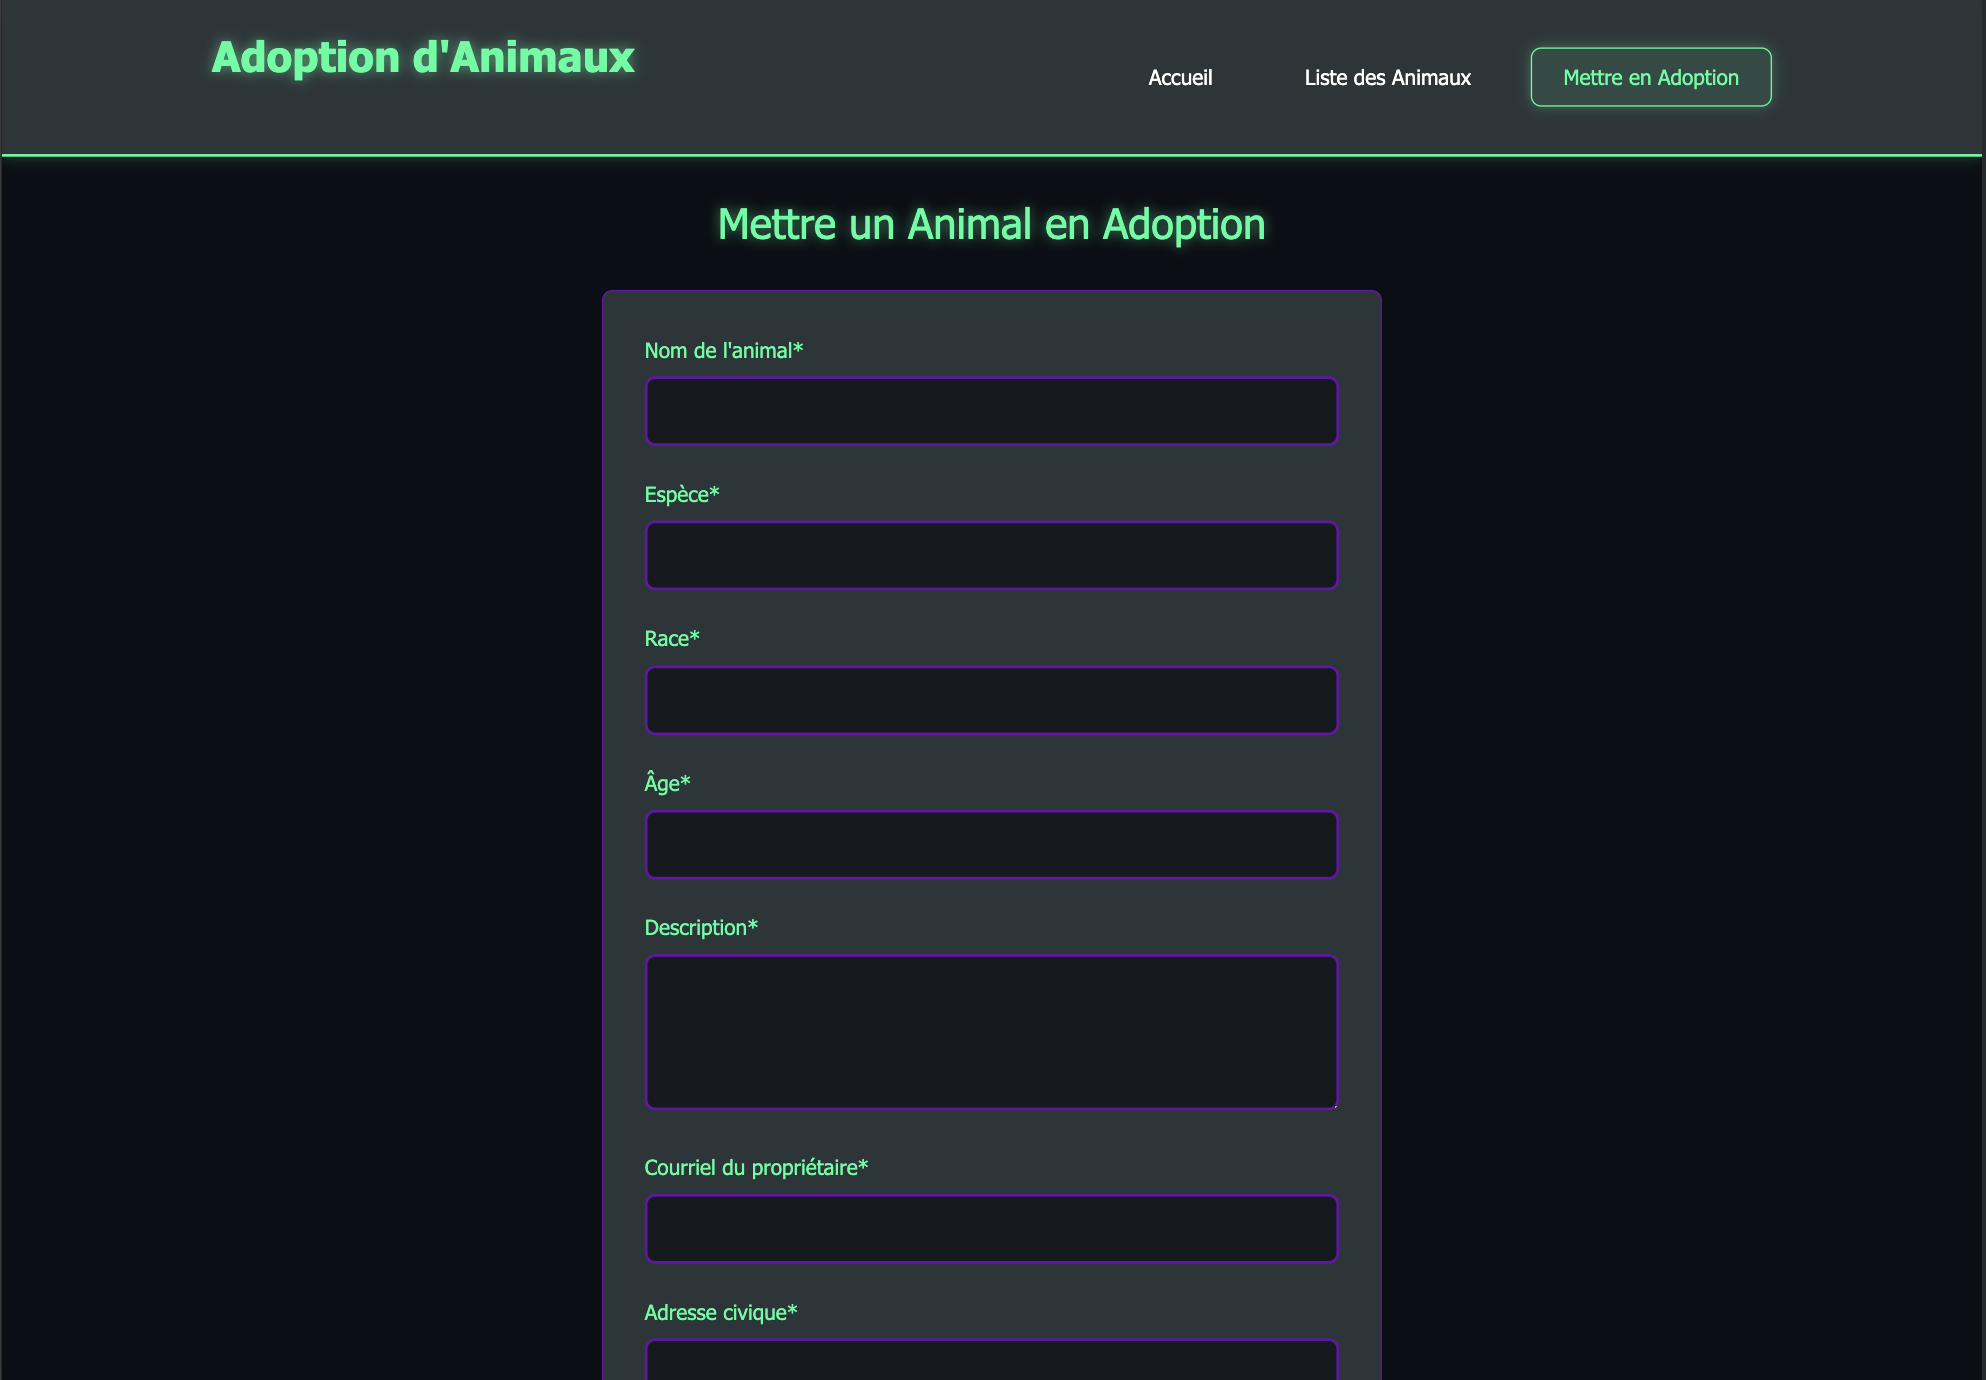 Adoption d'Animaux
Accueil
Liste des Animaux
Mettre en Adoption
Mettre un Animal en Adoption
Nom de l'animal*
Espèce*
Race*
Âge*
Description*
Courriel du propriétaire*
Adresse civique*